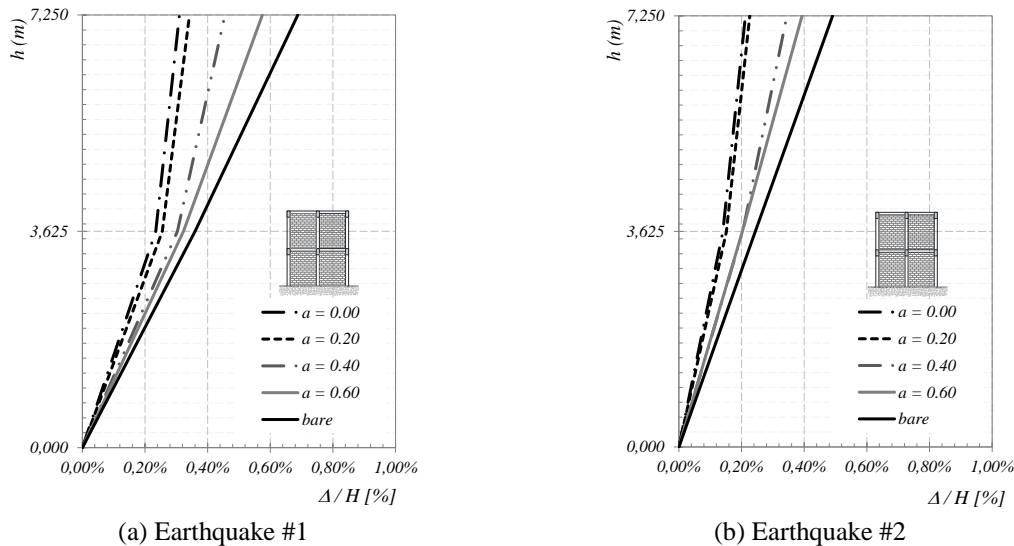 7,250
h (m)
3,625
0,000
a = 0.00
a = 0.20
a = 0.40
a = 0.60
bare
0,00% 0,20% 0,40% 0,60% 0,80% 1,00%
Δ / H [%]
(a) Earthquake #1
7,250
h (m)
3,625
0,000
a = 0.00
a = 0.20
a = 0.40
a = 0.60
bare
0,00% 0,20% 0,40% 0,60% 0,80% 1,00%
Δ / H [%]
(b) Earthquake #2